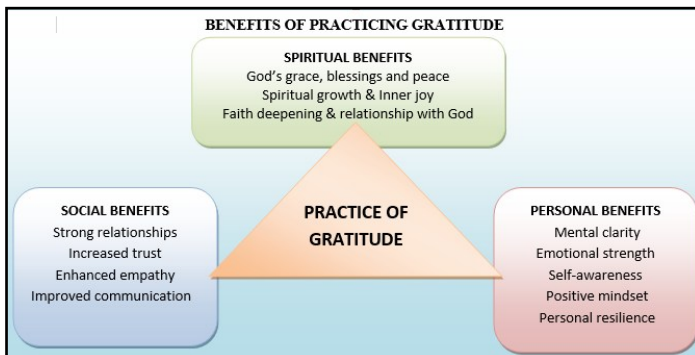 BENEFITS OF PRACTICING GRATITUDE
SPIRITUAL BENEFITS
God's grace, blessings and peace
Spiritual growth & Inner joy
Faith deepening & relationship with God
PRACTICE OF
GRATITUDE
SOCIAL BENEFITS
Strong relationships
Increased trust
Enhanced empathy
Improved communication
PERSONAL BENEFITS
Mental clarity
Emotional strength
Self-awareness
Positive mindset
Personal resilience